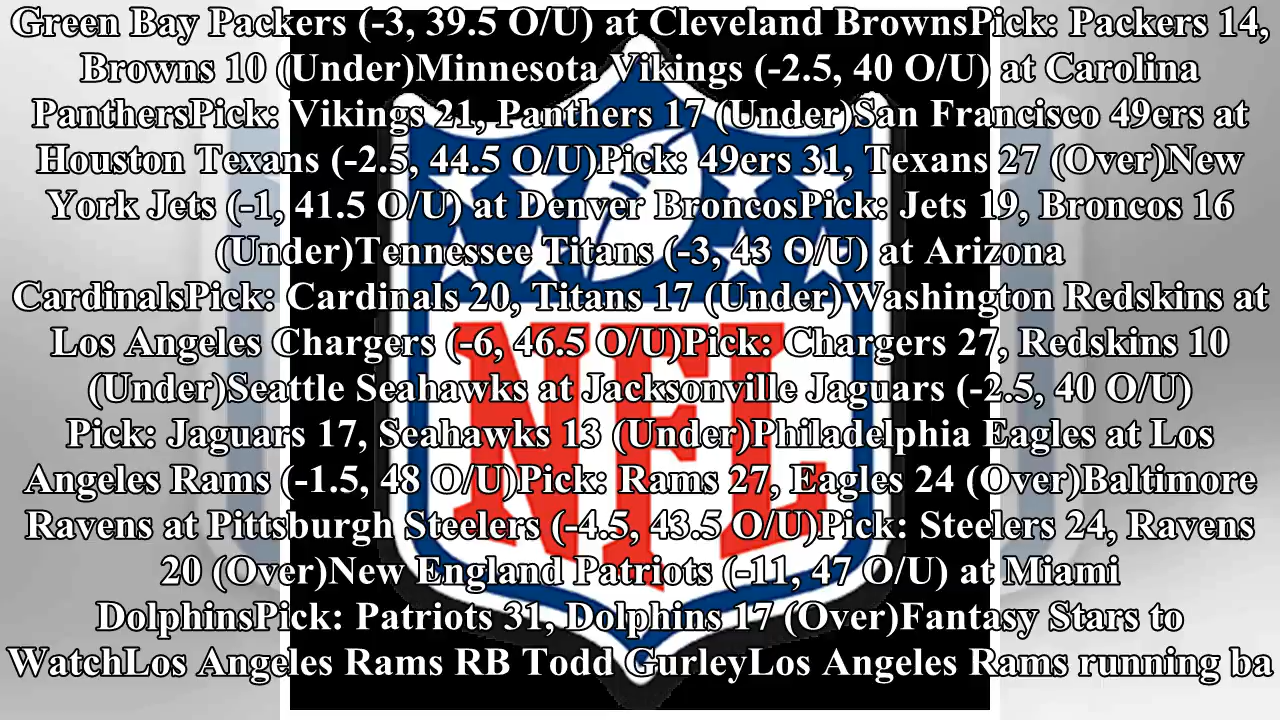 Green Bay Packers (-3, 39.5 O/U) at Cleveland BrownsPick: Packers 14,
Browns 10 (Under)Minnesota Vikings (-2.5, 40 O/U) at Carolina
PanthersPick: Vikings 21, Panthers 17 (Under)San Francisco 49ers at
Houston Texans (-2.5, 44.5 O/U)Pick: 49ers 31, Texans 27 (Over)New
York Jets (-1, 41.5 O/U) at Denver BroncosPick: Jets 19, Broncos 16
(Under)Tennessee Titans (-3, 43 O/U) at Arizona
CardinalsPick: Cardinals 20, Titans 17 (Under)Washington Redskins at
Los Angeles Chargers (-6, 46.5 O/U)Pick: Chargers 27, Redskins 10
(Under)Seattle Seahawks at Jacksonville Jaguars (-2.5, 40 O/U)
Pick: Jaguars 17, Seahawks 13 (Under)Philadelphia Eagles at Los
Angeles Rams (-1.5, 48 O/U)Pick: Rams 27, Eagles 24 (Over)Baltimore
Ravens at Pittsburgh Steelers (-4.5, 43.5 O/U)Pick: Steelers 24, Ravens
20 (Over)New England Patriots (-11, 47 O/U) at Miami
DolphinsPick: Patriots 31, Dolphins 17 (Over)Fantasy Stars to
WatchLos Angeles Rams RB Todd GurleyLos Angeles Rams running ba
NFL